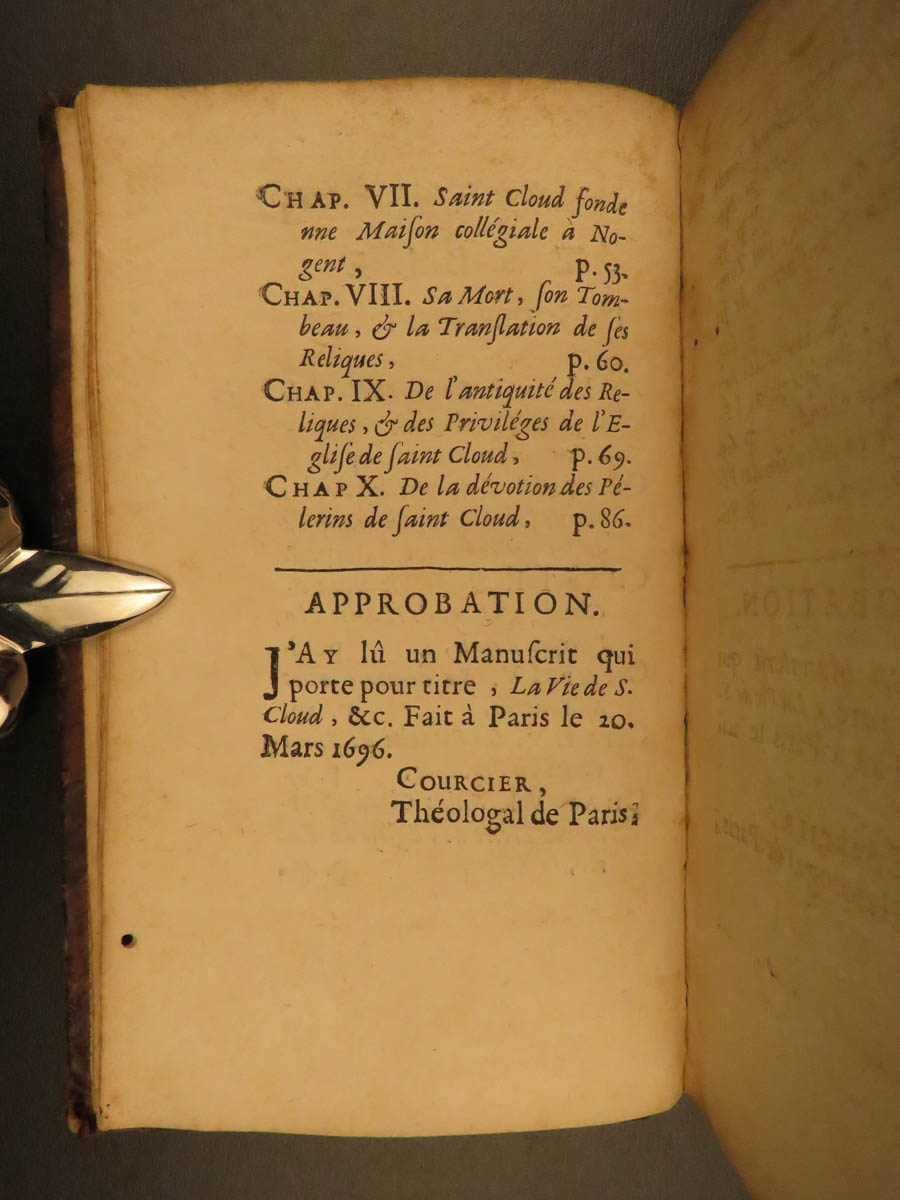 CHAP. VII. Saint Cloud fonde
nne Maiſon collégiale à No-
gent, p. 53.
CHAP. VIII. Sa Mort, ſon Tom-
beau, & la Tranſlation de ſes
Reliques, p. 60.
CHAP. IX. De l'antiquité des Re-
liques, & des Priviléges de l'E-
gliſe de ſaint Cloud, p. 69.
CHAP X. De la dévotion des Pé-
lerins de ſaint Cloud, p. 86.
APPROBATION.
J'AY lû un Manuſcrit qui
porte pour titre, La Vie de S.
Cloud, &c. Fait à Paris le 20.
Mars 1696.
COURCIER,
Théologal de Paris.